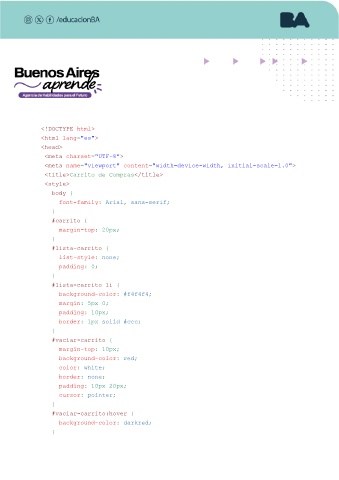 /educacionBA
BA
Buenos Aires
aprende
Agencia de Habilidades para el Futuro
<!DOCTYPE html>
<html lang="es">
<head>
<meta charset="UTF-8">
<meta name="viewport" content="width=device-width, initial-scale=1.0">
<title>Carrito de Compras</title>
<style>
body {
font-family: Arial, sans-serif;
}
#carrito {
margin-top: 20px;
}
#lista-carrito {
list-style: none;
padding: 0;
}
#lista-carrito li {
background-color: #f4f4f4;
margin: 5px 0;
padding: 10px;
border: 1px solid #ccc;
}
#vaciar-carrito {
margin-top: 10px;
background-color: red;
color: white;
border: none;
padding: 10px 20px;
cursor: pointer;
}
#vaciar-carrito:hover {
background-color: darkred;
}